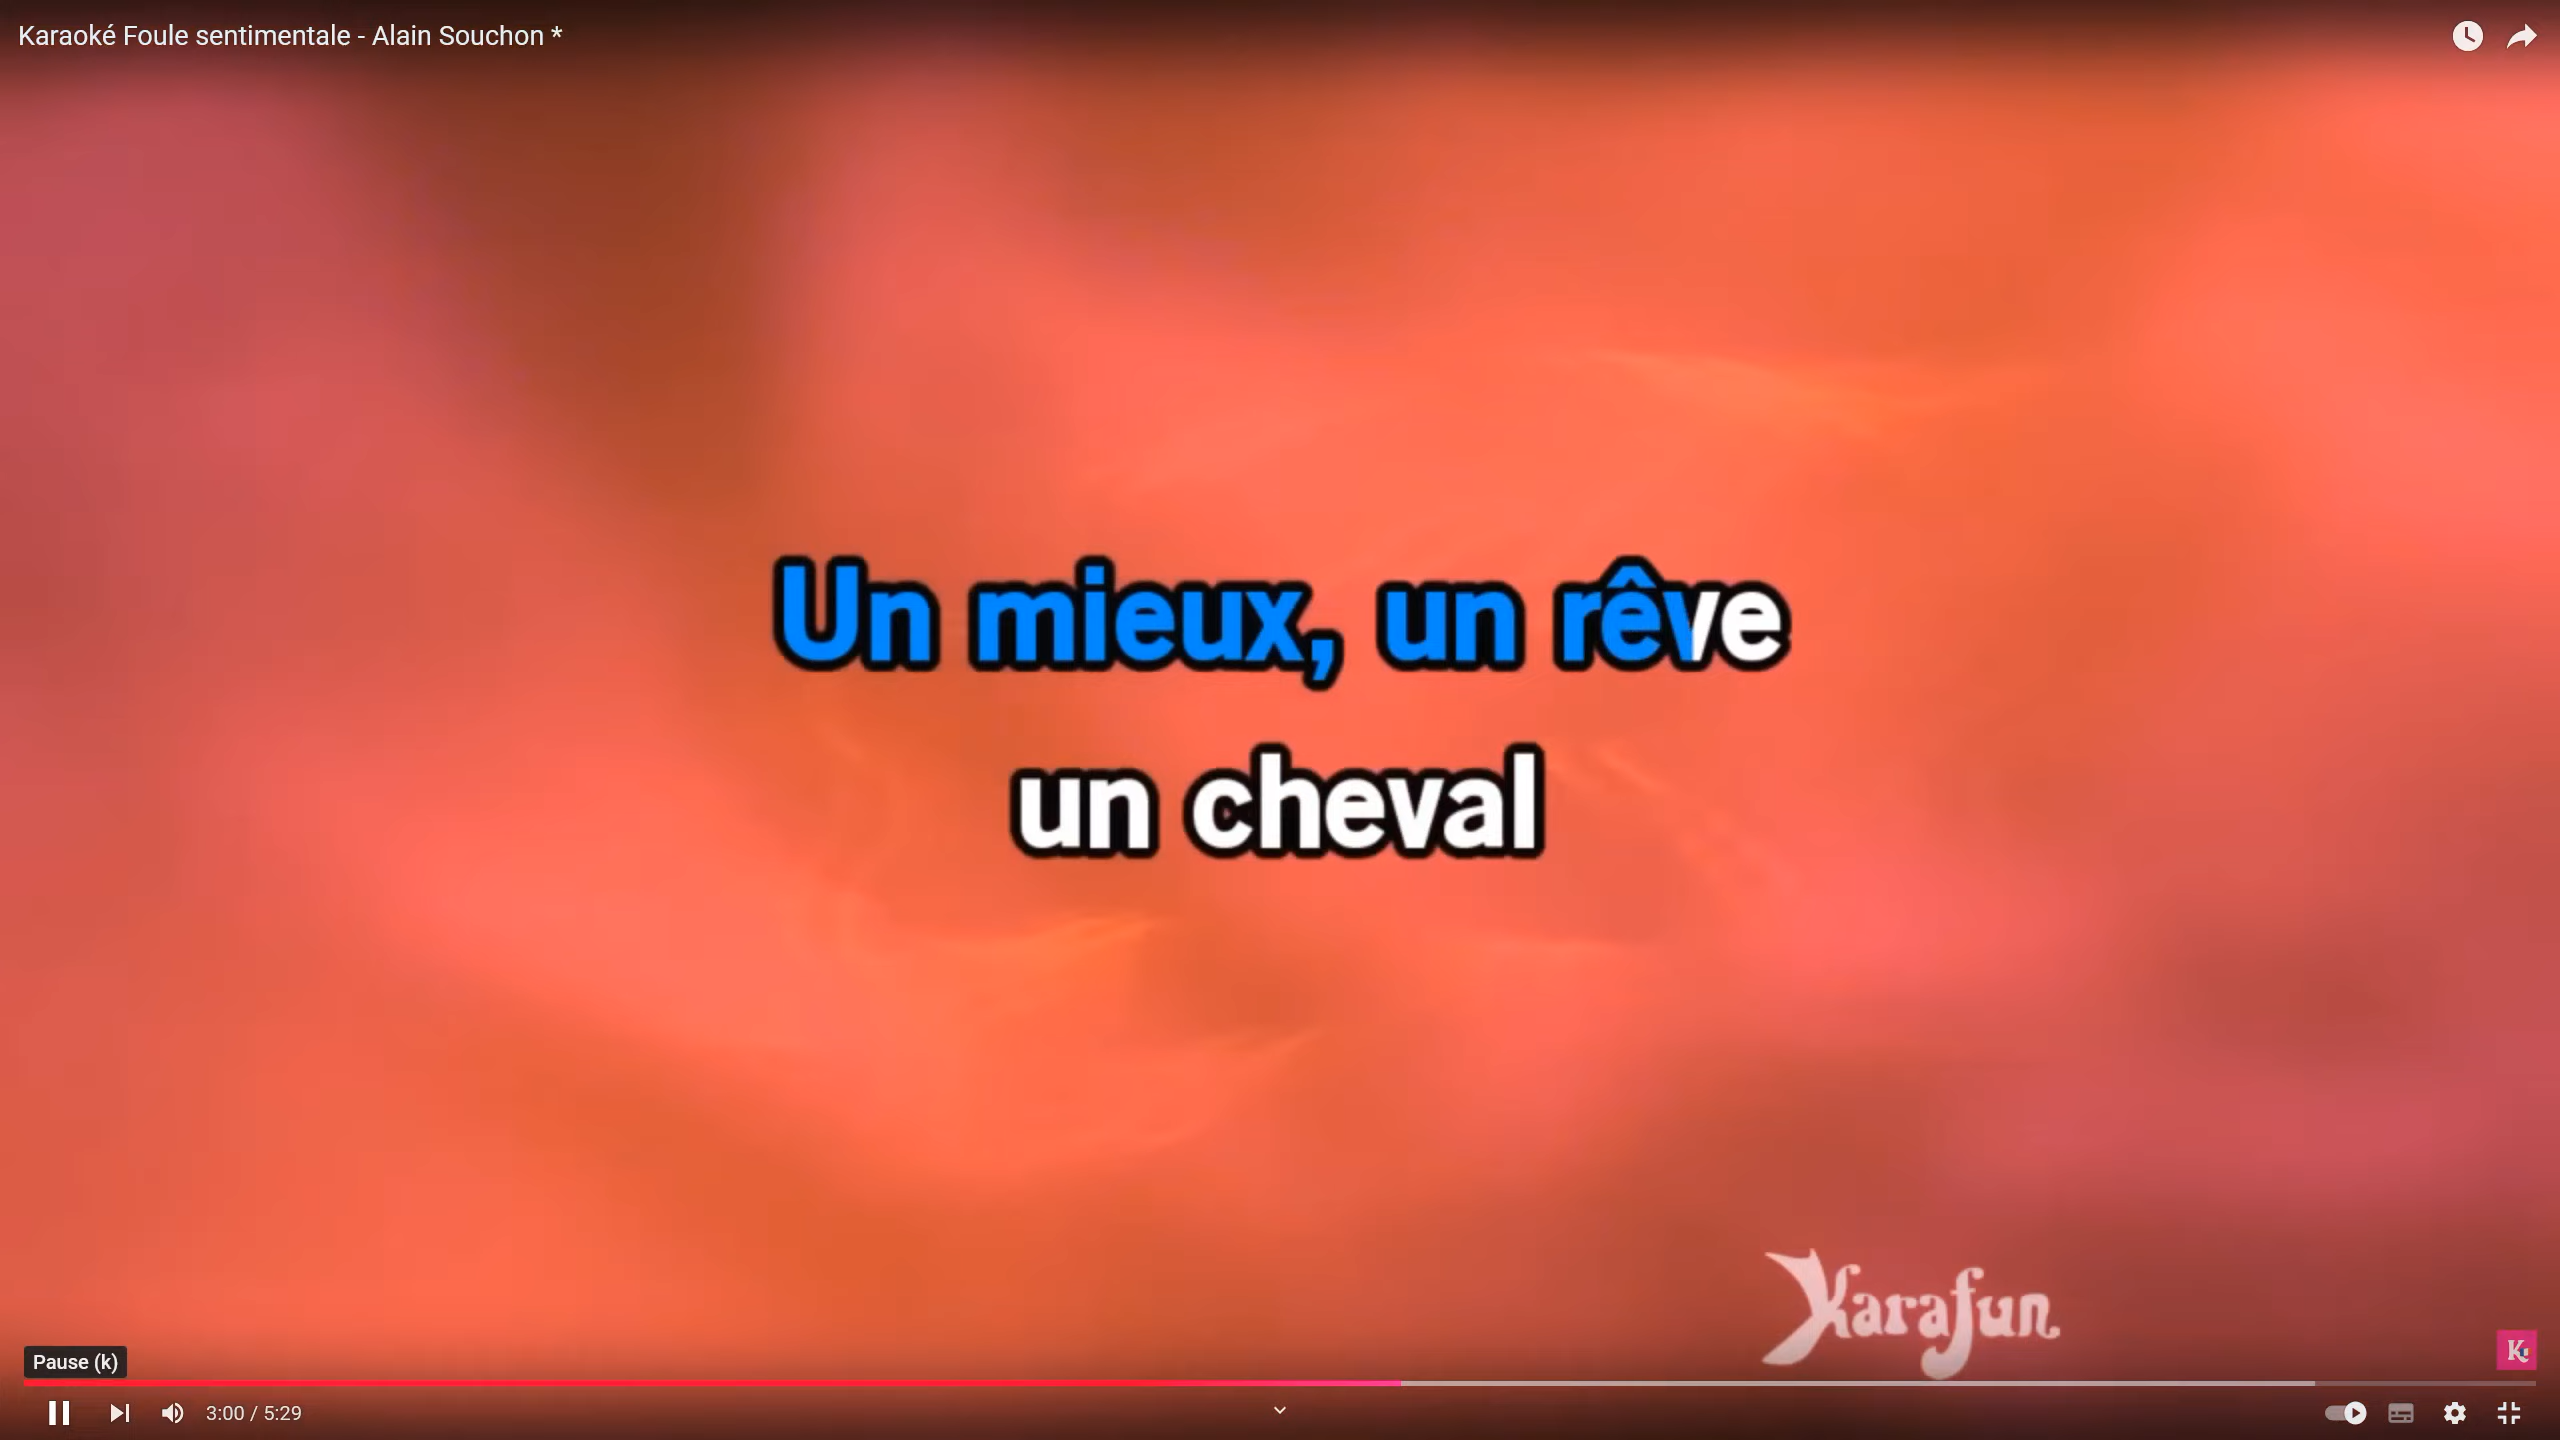 Karaoké Foule sentimentale - Alain Souchon *
Un mieux, un rêve
un cheval
Karafun
K
Pause (k)
3:00 / 5:29